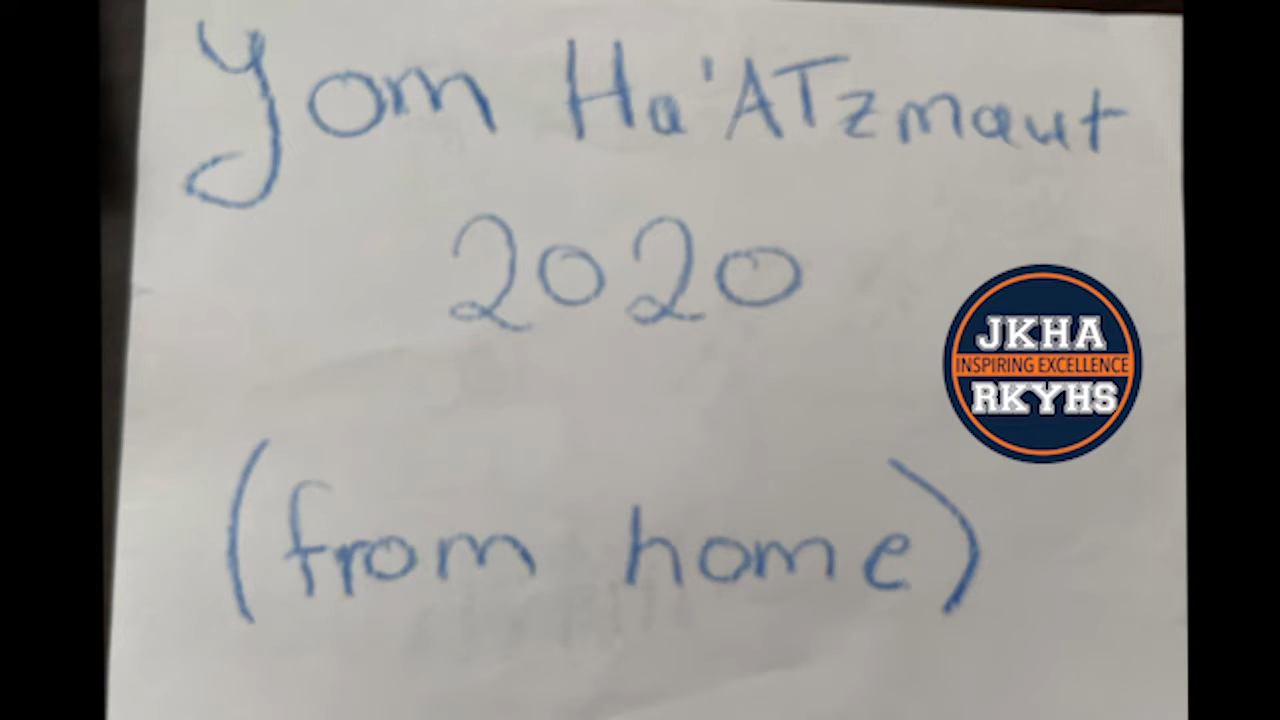 Yom Ha'ATzmaut
2020
JKHA
INSPIRING EXCELLENCE
RKYHS
(from home)